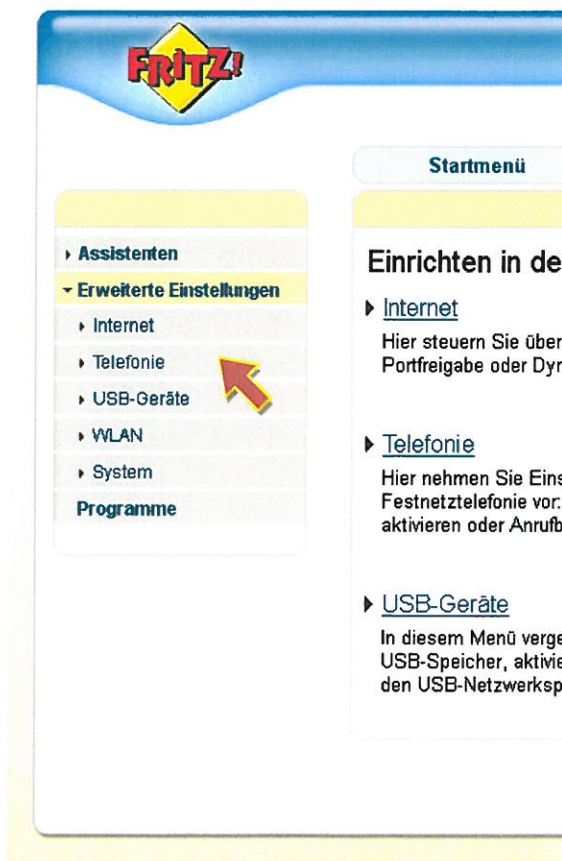 FRITZ!
Startmenü
Assistenten
Erweiterte Einstellungen
Internet
Telefonie
USB-Geräte
WLAN
System
Programme
Einrichten in de
Internet
Hier steuern Sie über
Portfreigabe oder Dyn
Telefonie
Hier nehmen Sie Eins
Festnetztelefonie vor:
aktivieren oder Anrufb
USB-Geräte
In diesem Menü verge
USB-Speicher, aktivie
den USB-Netzwerksp